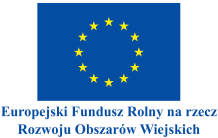 Europejski Fundusz Rolny na rzecz
Rozwoju Obszarów Wiejskich